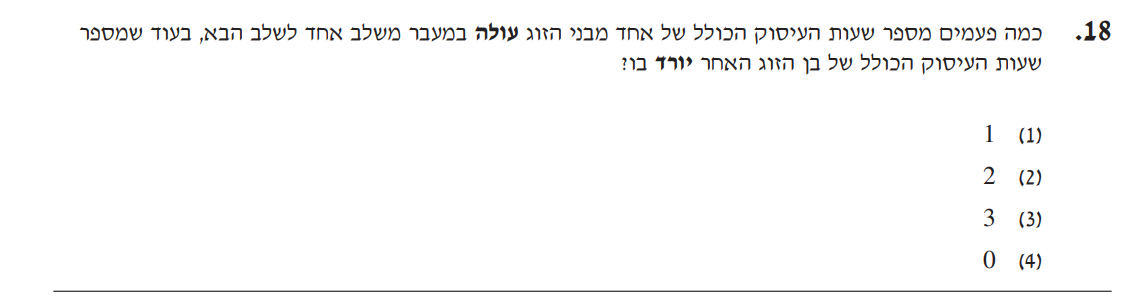 18. כמה פעמים מספר שעות העיסוק הכולל של אחד מבני הזוג עולה במעבר משלב אחד לשלב הבא, בעוד שמספר
שעות העיסוק הכולל של בן הזוג האחר יורד בו?
(1) 1
(2) 2
(3) 3
(4) 0